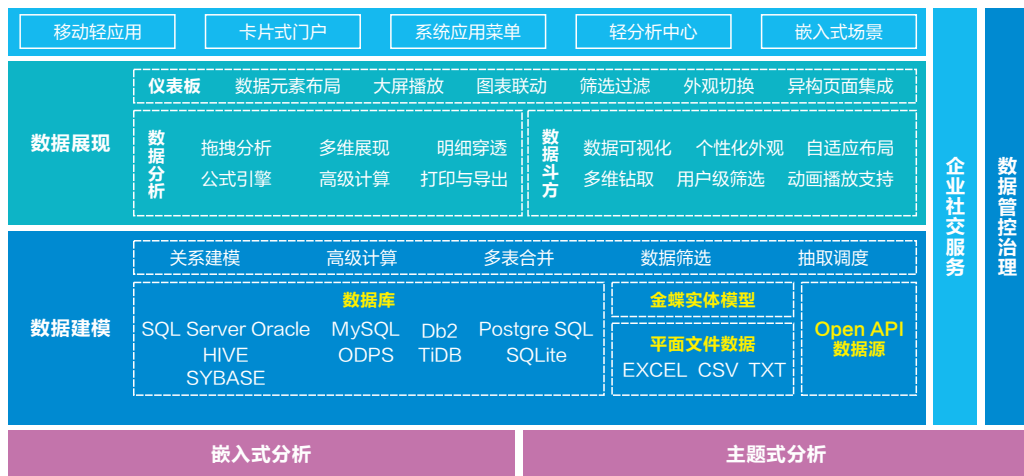 移动轻应用 卡片式门户 系统应用菜单 轻分析中心 嵌入式场景
数据展现
仪表板 数据元素布局 大屏播放 图表联动 筛选过滤 外观切换 异构页面集成
数据分析
拖拽分析 多维展现 明细穿透
公式引擎 高级计算 打印与导出
数据斗方
数据可视化 个性化外观 自适应布局
多维钻取 用户级筛选 动画播放支持
数据建模
关系建模 高级计算 多表合并 数据筛选 抽取调度
数据库
SQL Server Oracle MySQL Db2 Postgre SQL
HIVE ODPS TiDB SQLite
SYBASE
金蝶实体模型
平面文件数据
EXCEL CSV TXT
Open API
数据源
企业社交服务
数据管控治理
嵌入式分析 主题式分析